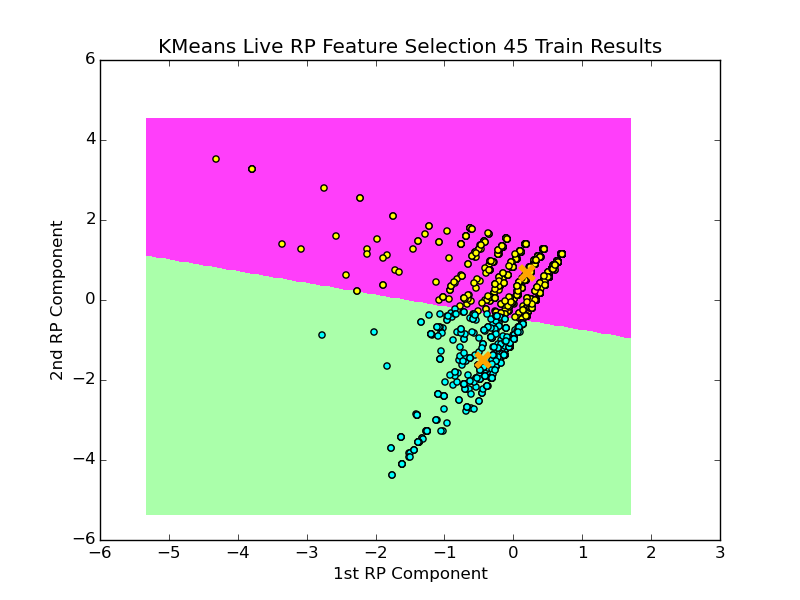 KMeans Live RP Feature Selection 45 Train Results
6
4
2
0
−2
−4
−6
2nd RP Component
−6 −5 −4 −3 −2 −1 0 1 2 3
1st RP Component